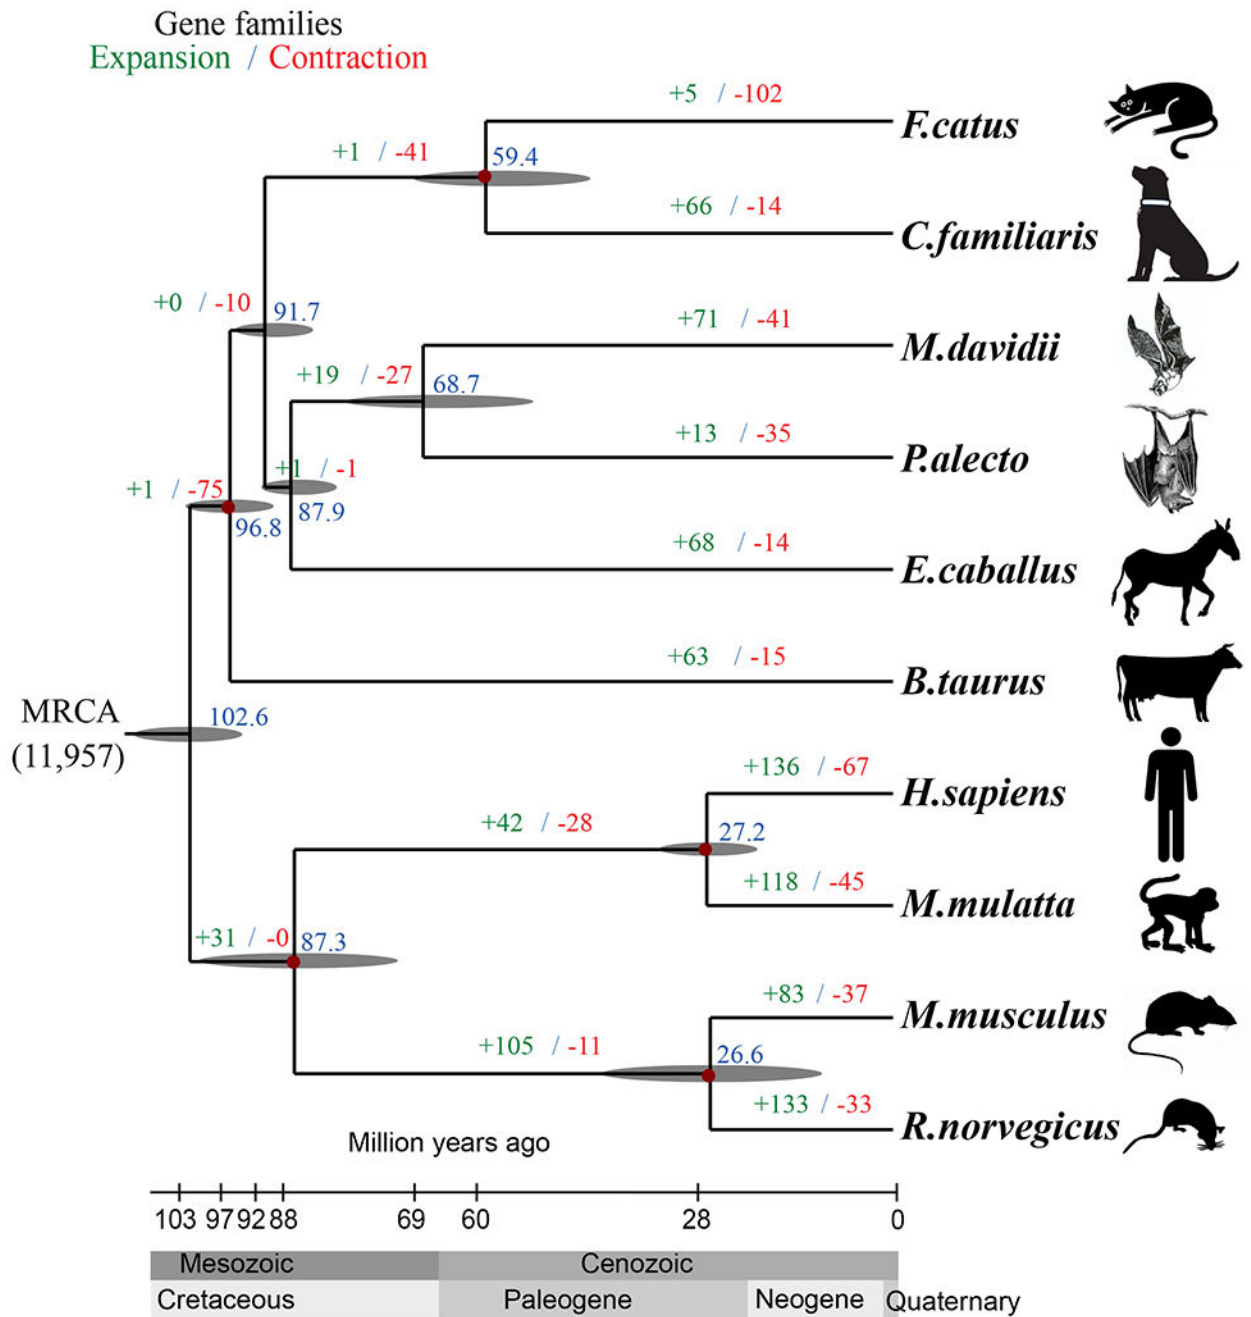 Gene families
Expansion / Contraction
+5 / -102
F.catus
+1 / -41
59.4
+66 / -14
C.familiaris
+0 / -10
91.7
+71 / -41
M.davidii
+19 / -27
68.7
+13 / -35
P.alecto
+1 / -1
+1 / -75
96.8
87.9
+68 / -14
E.caballus
+63 / -15
B.taurus
MRCA
(11,957)
102.6
+136 / -67
H.sapiens
+42 / -28
27.2
+118 / -45
M.mulatta
+31 / -0
87.3
+83 / -37
M.musculus
+105 / -11
26.6
+133 / -33
R.norvegicus
Million years ago
103 97 92 88 69 60 28 0
Mesozoic Cenozoic
Cretaceous Paleogene Neogene Quaternary